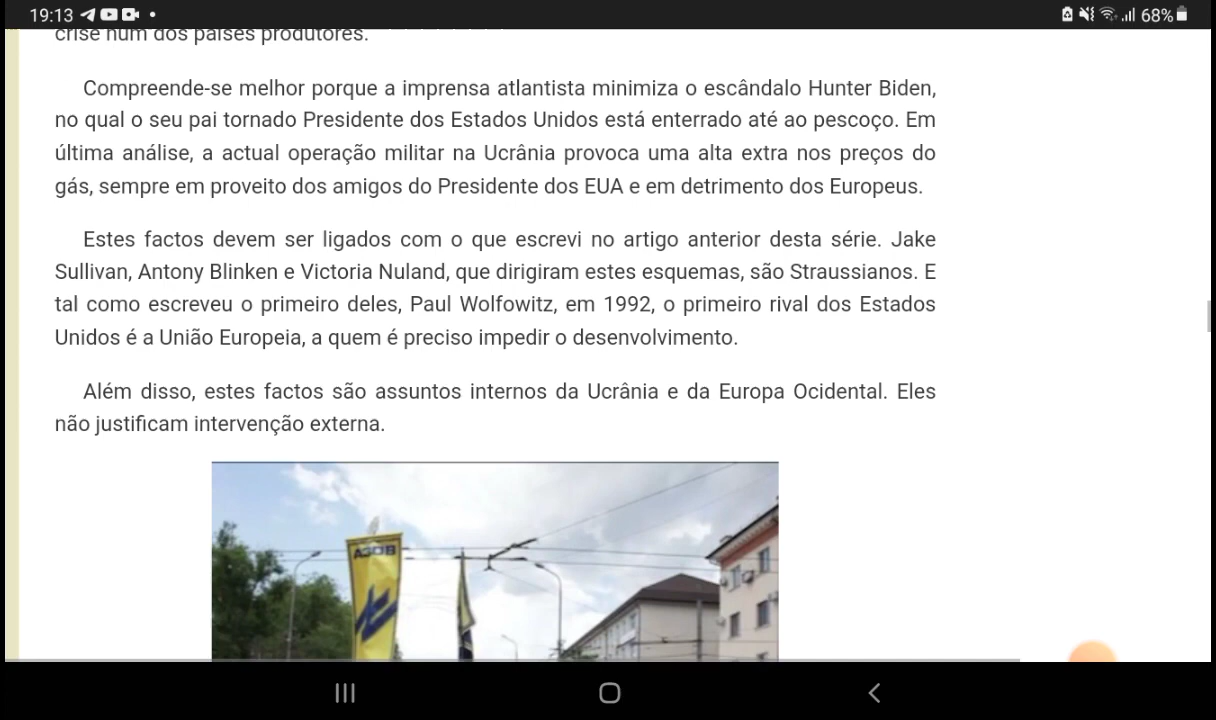 19:13
68%
crise num dos países produtores.
Compreende-se melhor porque a imprensa atlantista minimiza o escândalo Hunter Biden,
no qual o seu pai tornado Presidente dos Estados Unidos está enterrado até ao pescoço. Em
última análise, a actual operação militar na Ucrânia provoca uma alta extra nos preços do
gás, sempre em proveito dos amigos do Presidente dos EUA e em detrimento dos Europeus.
Estes factos devem ser ligados com o que escrevi no artigo anterior desta série. Jake
Sullivan, Antony Blinken e Victoria Nuland, que dirigiram estes esquemas, são Straussianos. E
tal como escreveu o primeiro deles, Paul Wolfowitz, em 1992, o primeiro rival dos Estados
Unidos é a União Europeia, a quem é preciso impedir o desenvolvimento.
Além disso, estes factos são assuntos internos da Ucrânia e da Europa Ocidental. Eles
não justificam intervenção externa.
АЗОВ